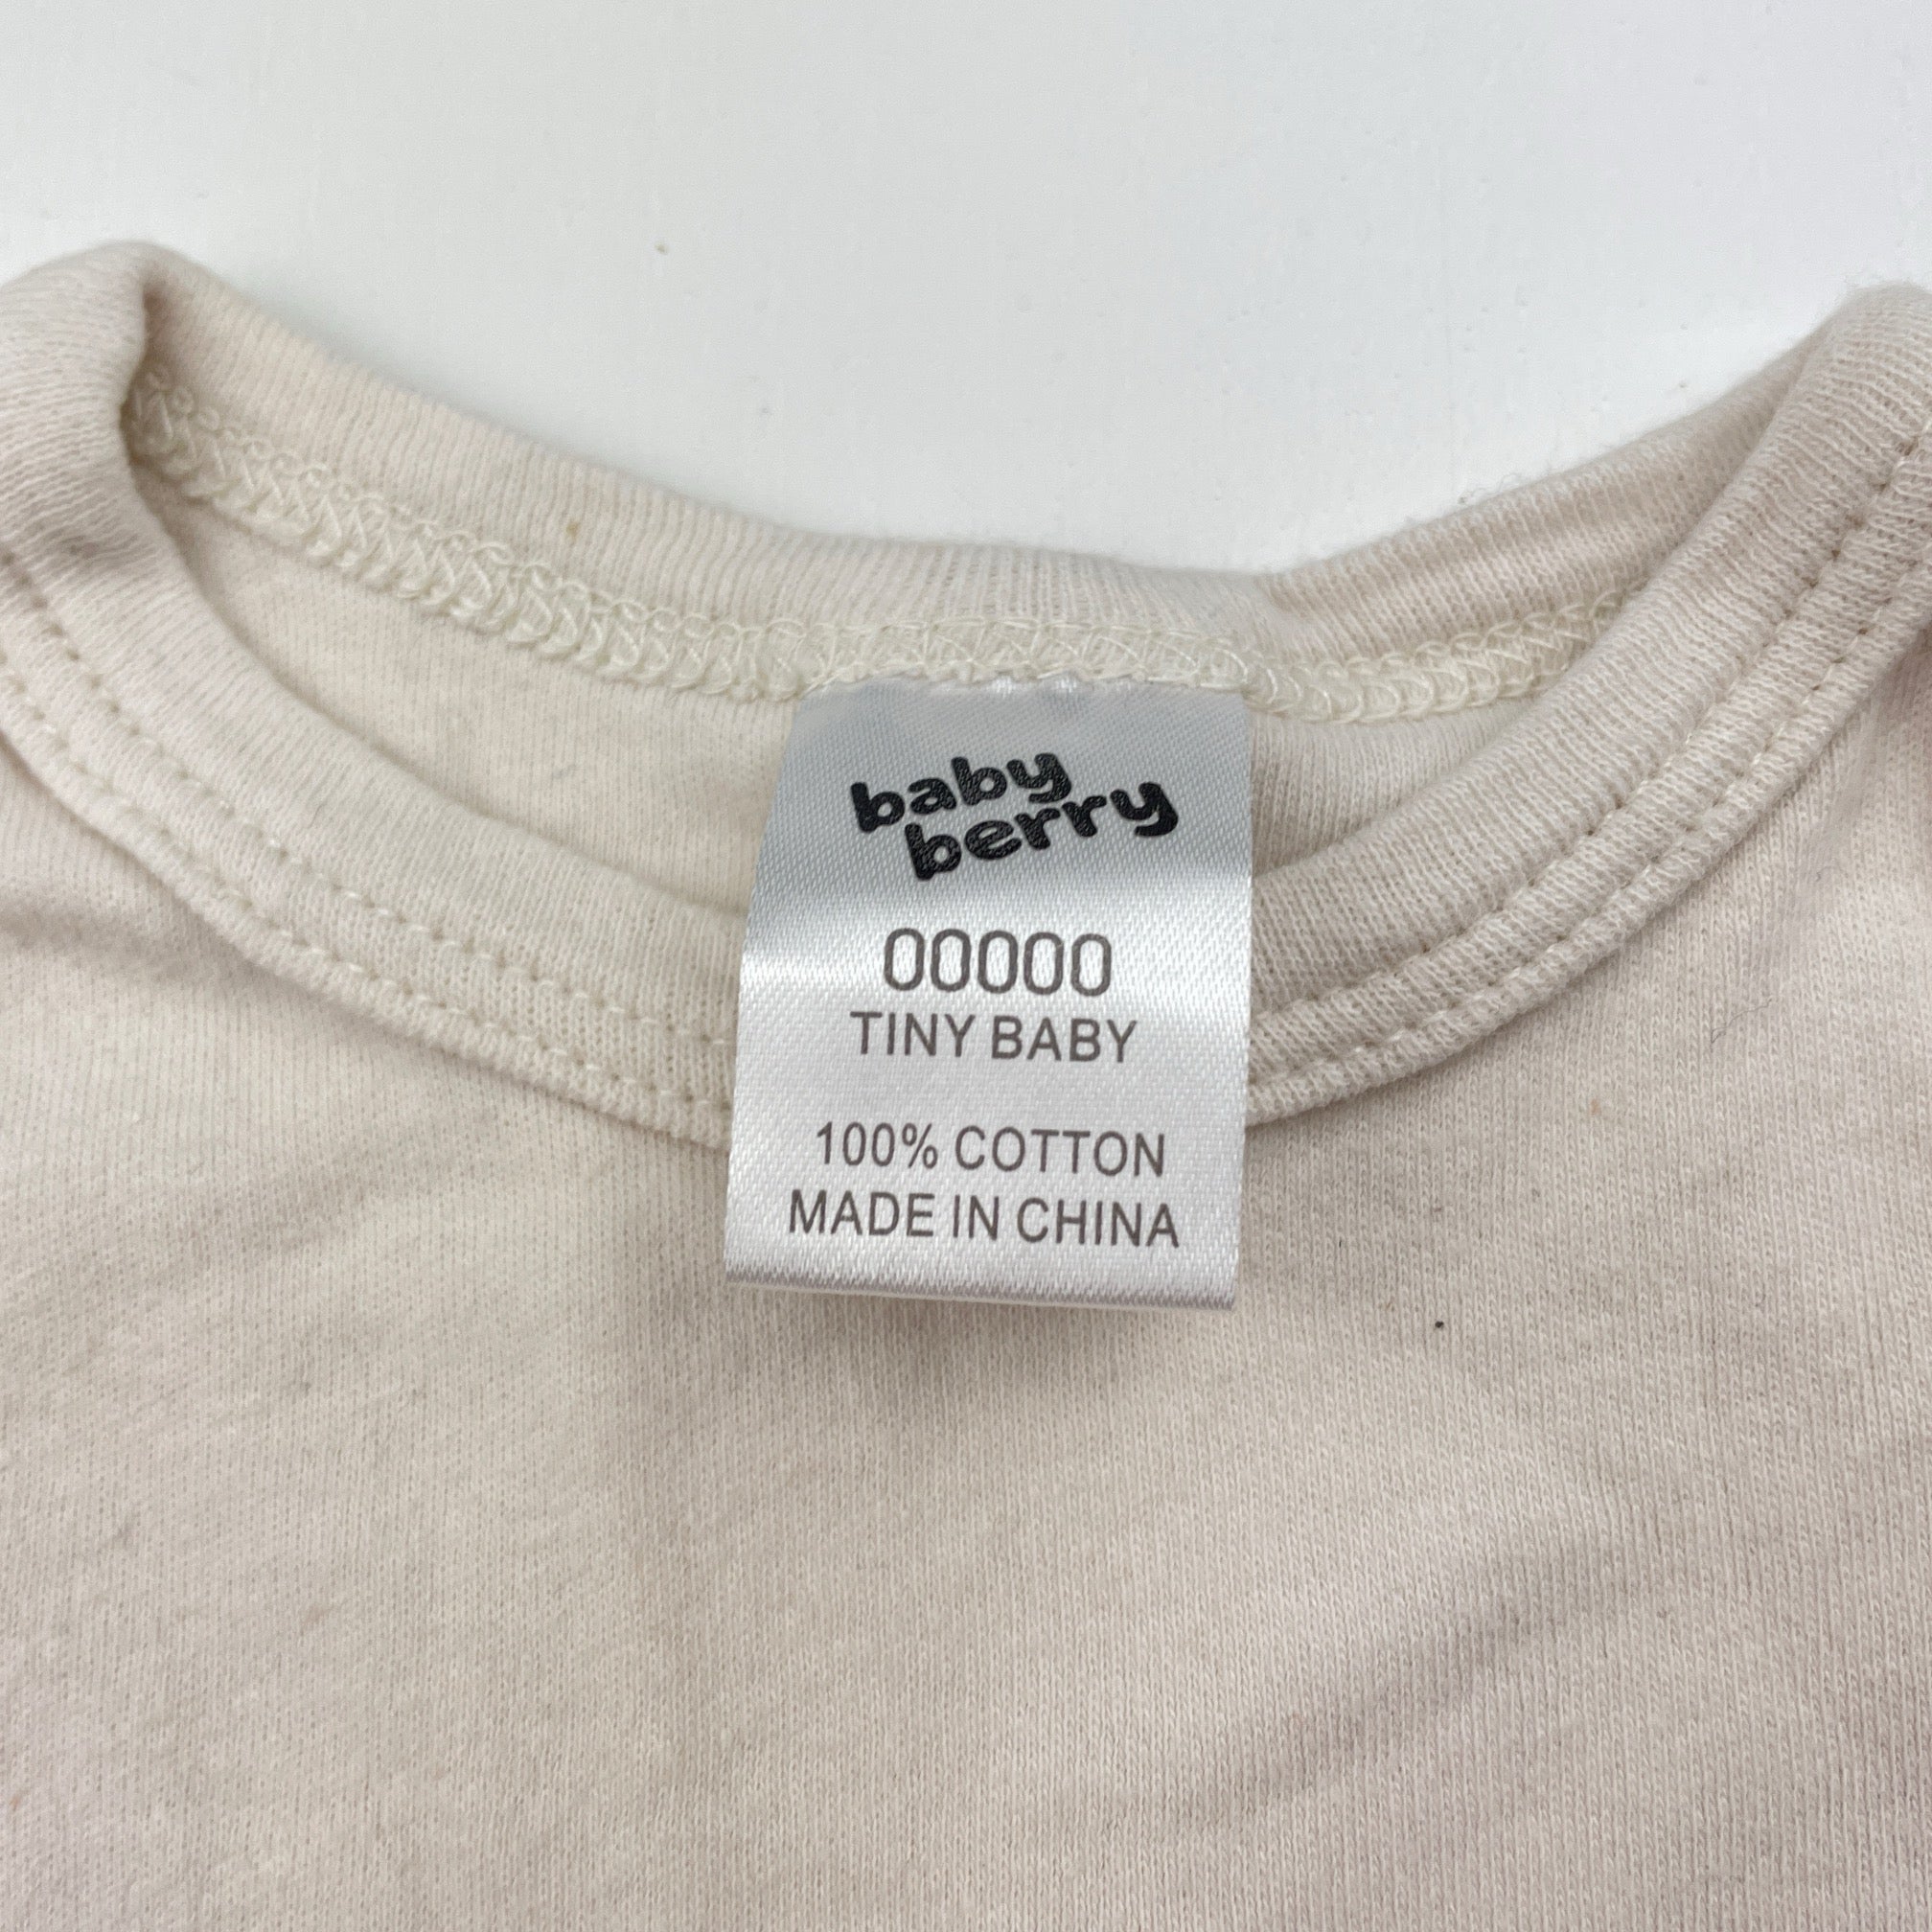 baby
berry
00000
TINY BABY
100% COTTON
MADE IN CHINA